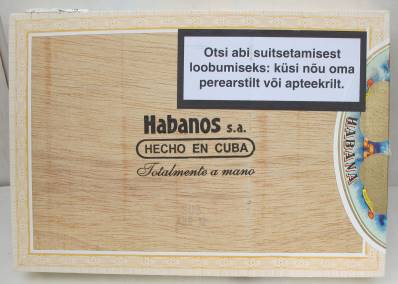 Otsi abi suitsetamisest
loobumiseks: küsi nõu oma
perearstilt või apteekrilt.
Habanos s.a.
HECHO EN CUBA
Totalmente a mano
HABANA